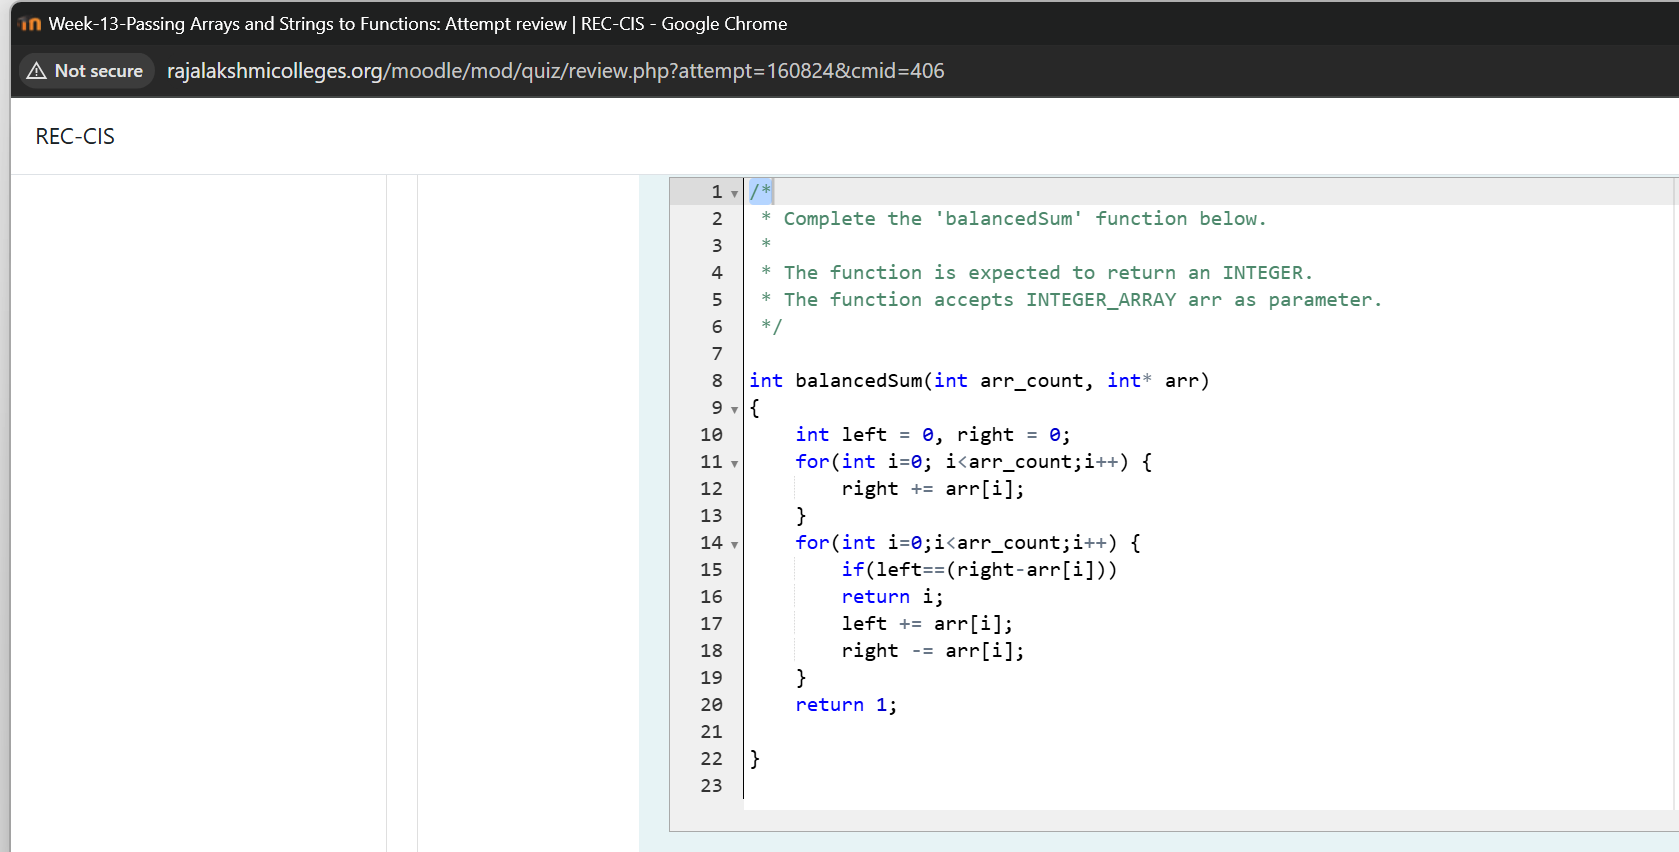 Week-13-Passing Arrays and Strings to Functions: Attempt review | REC-CIS - Google Chrome
Not secure rajalakshmicolleges.org/moodle/mod/quiz/review.php?attempt=160824&cmid=406
REC-CIS
1 /*
2  * Complete the 'balancedSum' function below.
3  *
4  * The function is expected to return an INTEGER.
5  * The function accepts INTEGER_ARRAY arr as parameter.
6  */
7
8 int balancedSum(int arr_count, int* arr)
9 {
10     int left = 0, right = 0;
11     for(int i=0; i<arr_count;i++) {
12         right += arr[i];
13     }
14     for(int i=0;i<arr_count;i++) {
15         if(left==(right-arr[i]))
16         return i;
17         left += arr[i];
18         right -= arr[i];
19     }
20     return 1;
21
22 }
23